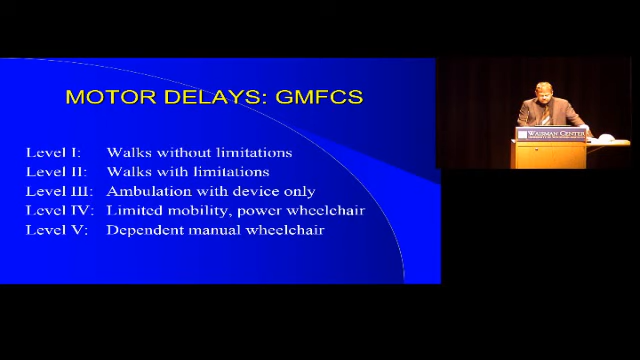 MOTOR DELAYS: GMFCS
Level I: Walks without limitations
Level II: Walks with limitations
Level III: Ambulation with device only
Level IV: Limited mobility, power wheelchair
Level V: Dependent manual wheelchair
WAISMAN CENTER